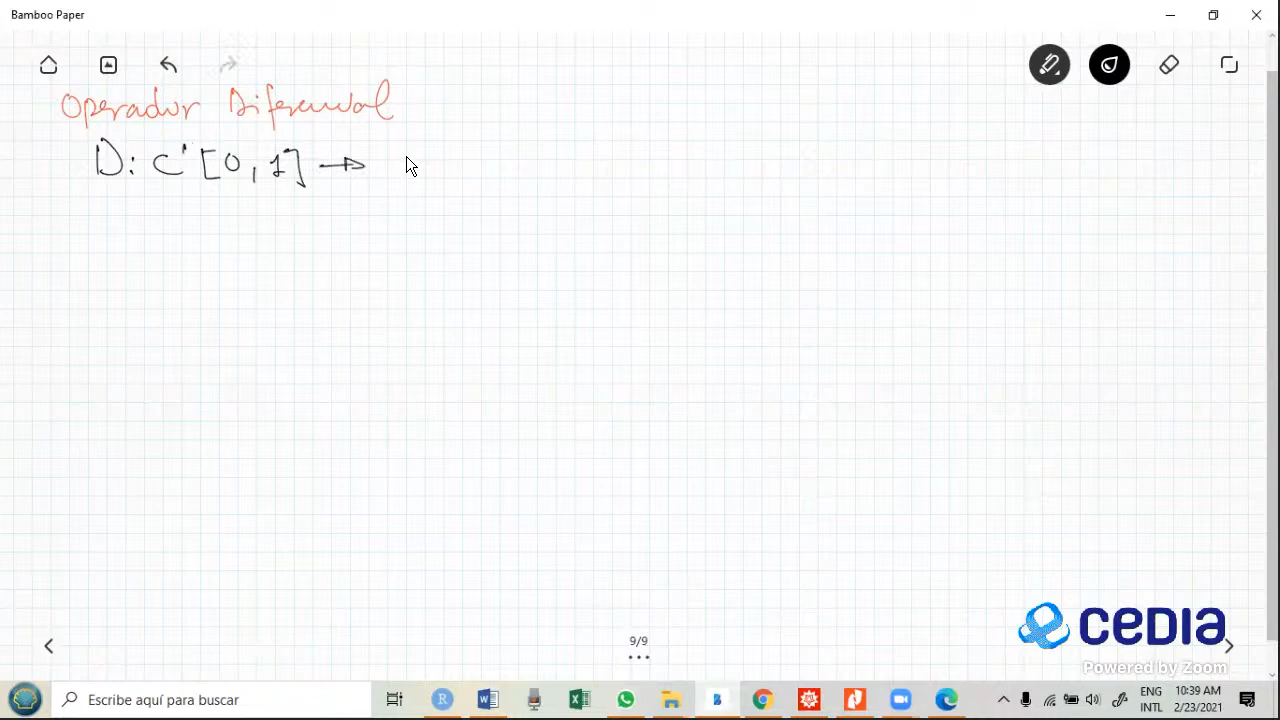 Bamboo Paper
Operador Diferencial
D: C' [0, 1] →
9/9
cedia
Powered by Zoom
Escribe aquí para buscar
ENG
INTL
10:39 AM
2/23/2021